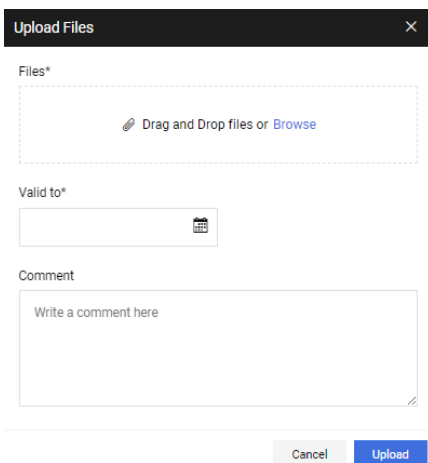 Upload Files
Files*
Drag and Drop files or Browse
Valid to*
Comment
Write a comment here
Cancel Upload